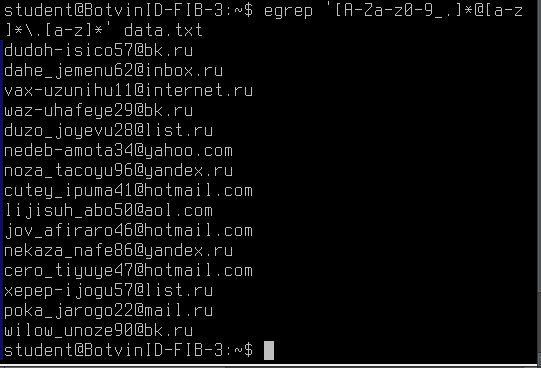 student@BotvinID-FIB-3:~$ egrep '[A-Za-z0-9_.]*@[a-z
]*\.[a-z]*' data.txt
dudoh-isico57@bk.ru
dahe_jemenu62@inbox.ru
vax-uzunihu11@internet.ru
waz-uhafeye29@bk.ru
duzo_joyevu28@list.ru
nedeb-amota34@yahoo.com
noza_tacoyu96@yandex.ru
cutey_ipuma41@hotmail.com
lijisuh_abo50@aol.com
jov_afiraro46@hotmail.com
nekaza_nafe86@yandex.ru
cero_tiyuye47@hotmail.com
xepep-ijogu57@list.ru
poka_jarogo22@mail.ru
wilow_unoze90@bk.ru
student@BotvinID-FIB-3:~$